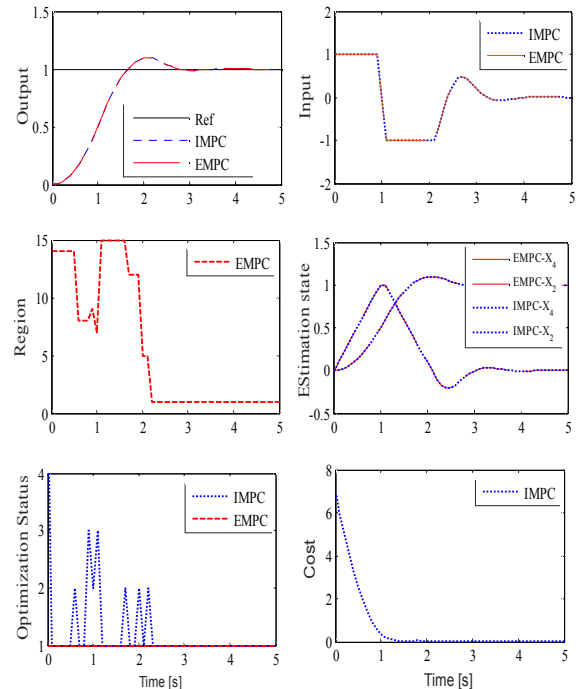 1.5
1
0.5
0
0 1 2 3 4 5
Output
Ref
IMPC
EMPC
2
1
0
-1
-2
0 1 2 3 4 5
Input
IMPC
EMPC
15
10
5
0
0 1 2 3 4 5
Region
EMPC
1.5
1
0.5
0
-0.5
0 1 2 3 4 5
EStimation state
EMPC-X4
EMPC-X2
IMPC-X4
IMPC-X2
4
3
2
1
0 1 2 3 4 5
Optimization Status
Time [s]
IMPC
EMPC
8
6
4
2
0
0 1 2 3 4 5
Cost
Time [s]
IMPC